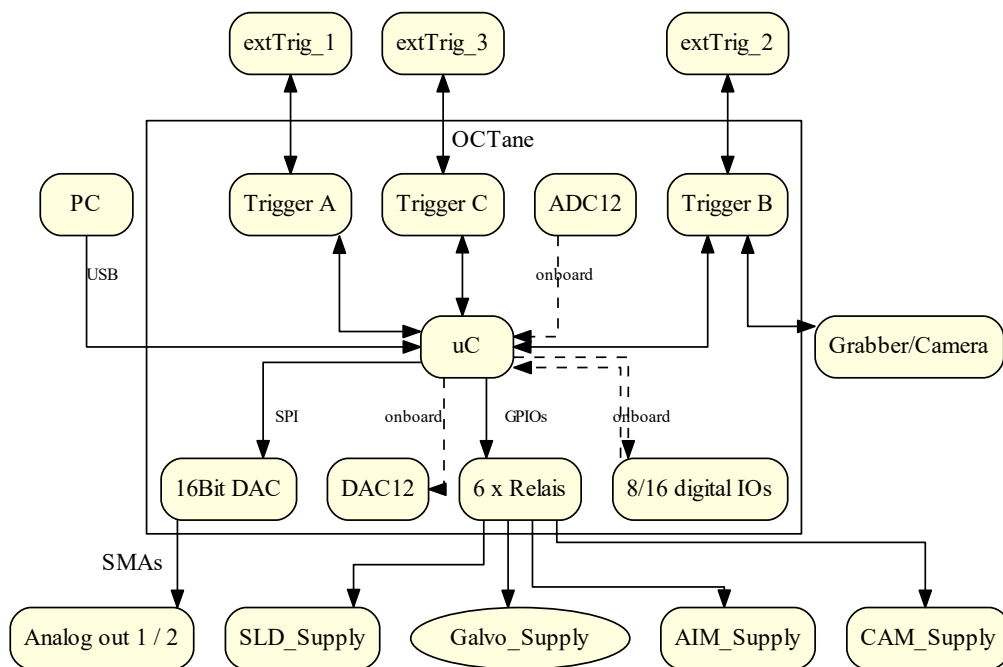 extTrig_1
extTrig_3
extTrig_2
OCTane
PC
Trigger A
Trigger C
ADC12
Trigger B
USB
onboard
uC
Grabber/Camera
SPI
onboard
GPIOs
onboard
16Bit DAC
DAC12
6 x Relais
8/16 digital IOs
SMAs
Analog out 1 / 2
SLD_Supply
Galvo_Supply
AIM_Supply
CAM_Supply